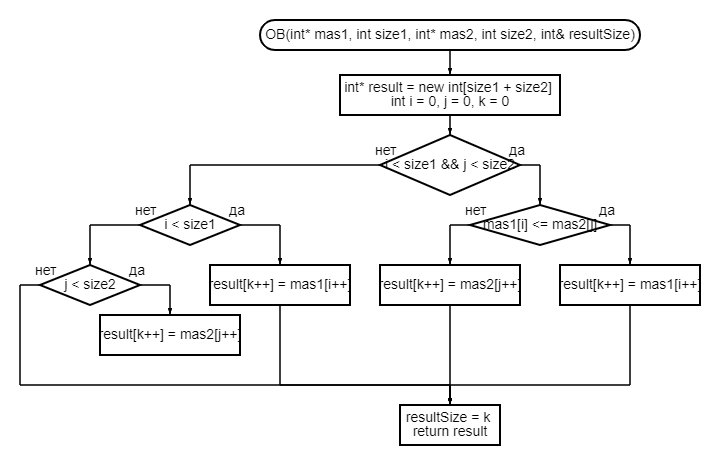 OB(int* mas1, int size1, int* mas2, int size2, int& resultSize)
int* result = new int[size1 + size2]
int i = 0, j = 0, k = 0
нет
да
i < size1 && j < size2
нет
да
нет
да
i < size1
mas1[i] <= mas2[j]
нет
да
j < size2
result[k++] = mas1[i++]
result[k++] = mas2[j++]
result[k++] = mas1[i++]
result[k++] = mas2[j++]
resultSize = k
return result